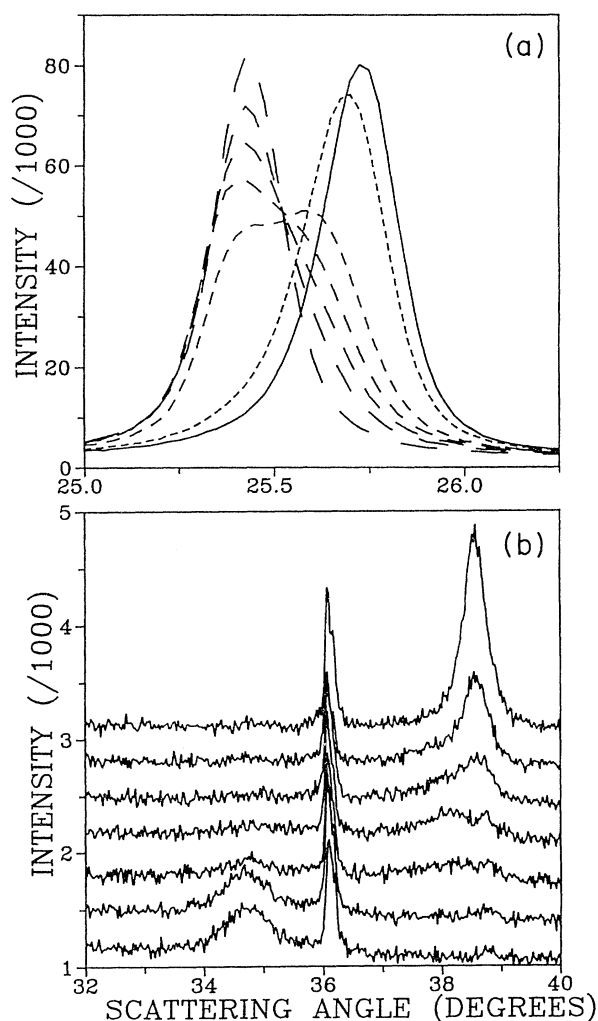 (a)
INTENSITY (/1000)
80
60
40
20
0
25.0 25.5 26.0
(b)
INTENSITY (/1000)
5
4
3
2
1
32 34 36 38 40
SCATTERING ANGLE (DEGREES)